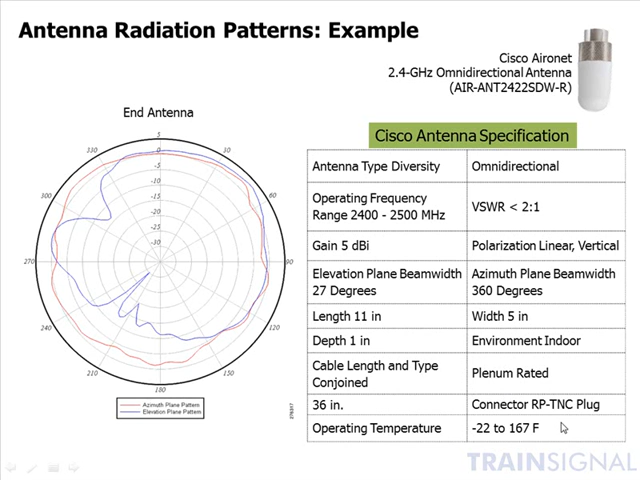 Antenna Radiation Patterns: Example
Cisco Aironet
2.4-GHz Omnidirectional Antenna
(AIR-ANT2422SDW-R)
End Antenna
Cisco Antenna Specification
5
0
-5
-10
-15
-20
-25
-30
330
30
300
60
270
90
240
120
210
150
180
Azimuth Plane Pattern
Elevation Plane Pattern
Antenna Type Diversity
Omnidirectional
Operating Frequency
Range 2400 - 2500 MHz
VSWR < 2:1
Gain 5 dBi
Polarization Linear, Vertical
Elevation Plane Beamwidth
27 Degrees
Azimuth Plane Beamwidth
360 Degrees
Length 11 in
Width 5 in
Depth 1 in
Environment Indoor
Cable Length and Type
Conjoined
Plenum Rated
36 in.
Connector RP-TNC Plug
Operating Temperature
-22 to 167 F
TRAINSIGNAL